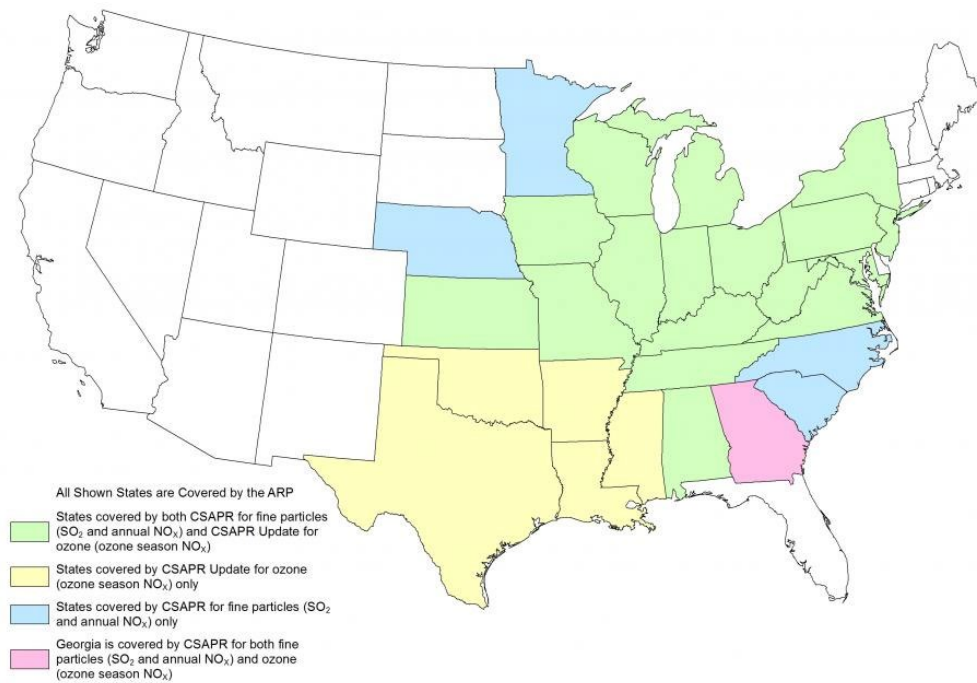 All Shown States are Covered by the ARP
States covered by both CSAPR for fine particles
(SO₂ and annual NOₓ) and CSAPR Update for
ozone (ozone season NOₓ)
States covered by CSAPR Update for ozone
(ozone season NOₓ) only
States covered by CSAPR for fine particles (SO₂
and annual NOₓ) only
Georgia is covered by CSAPR for both fine
particles (SO₂ and annual NOₓ) and ozone
(ozone season NOₓ)